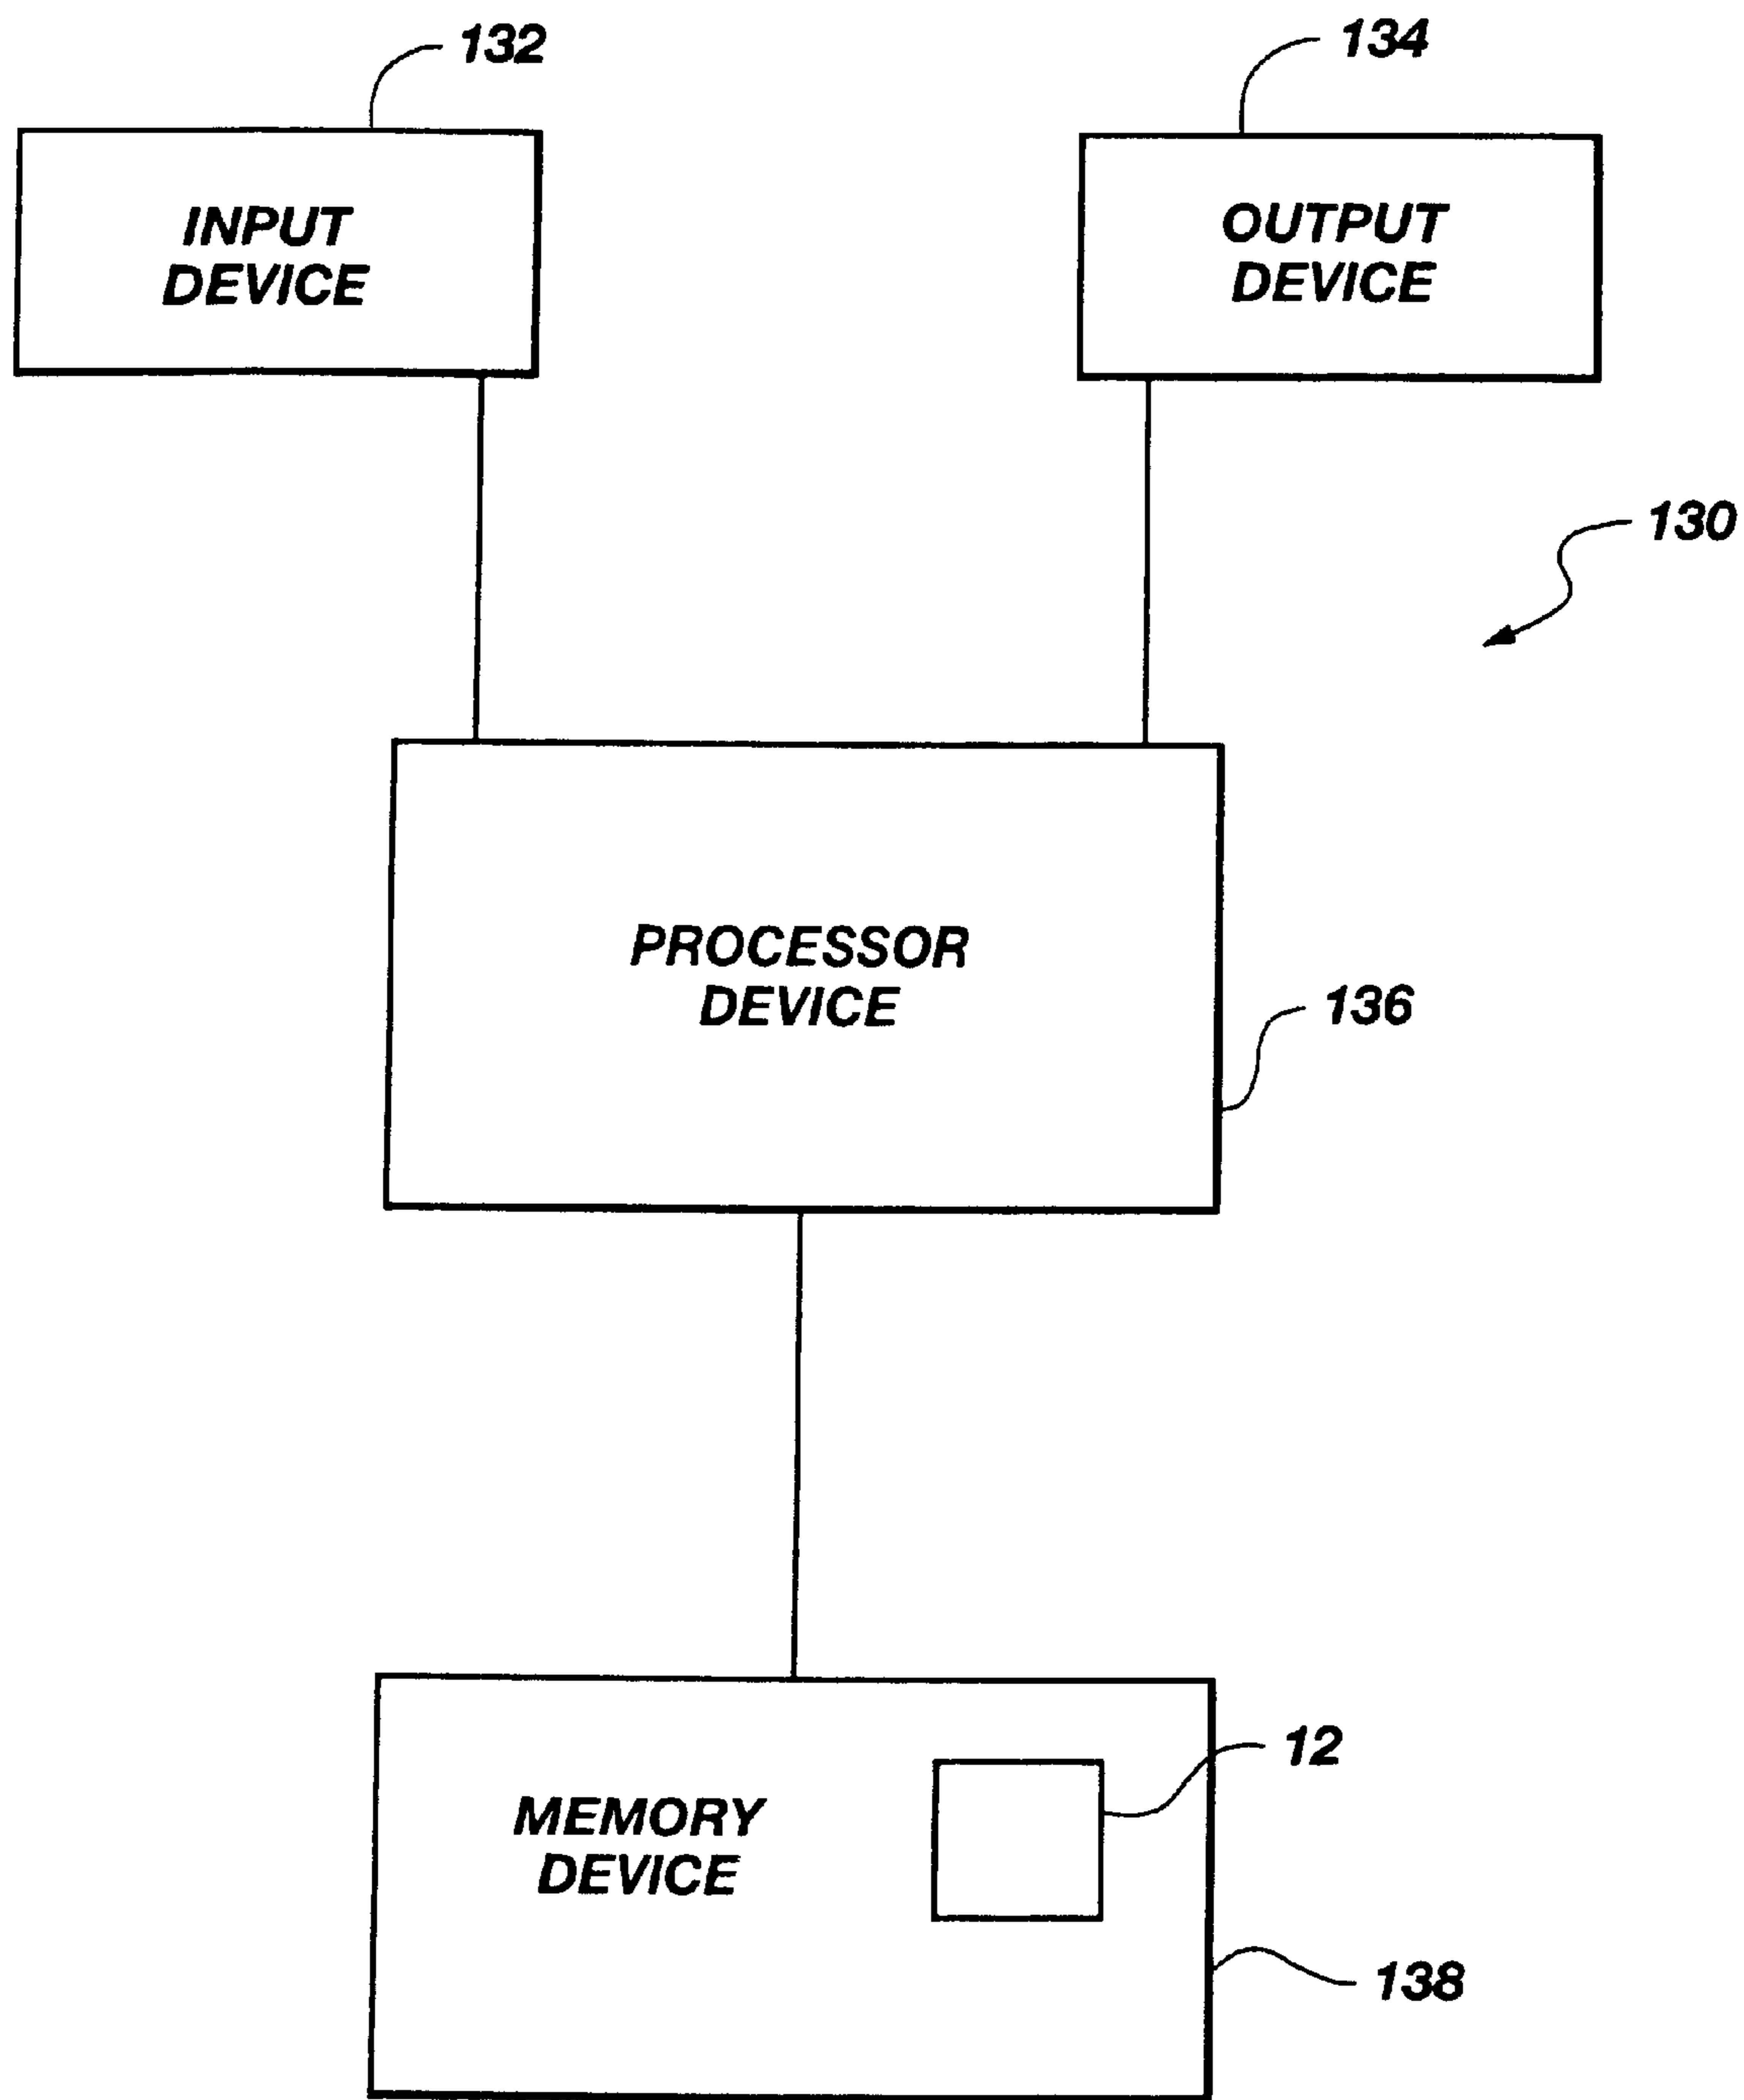 132
134
INPUT
DEVICE
OUTPUT
DEVICE
130
PROCESSOR
DEVICE
136
12
MEMORY
DEVICE
138